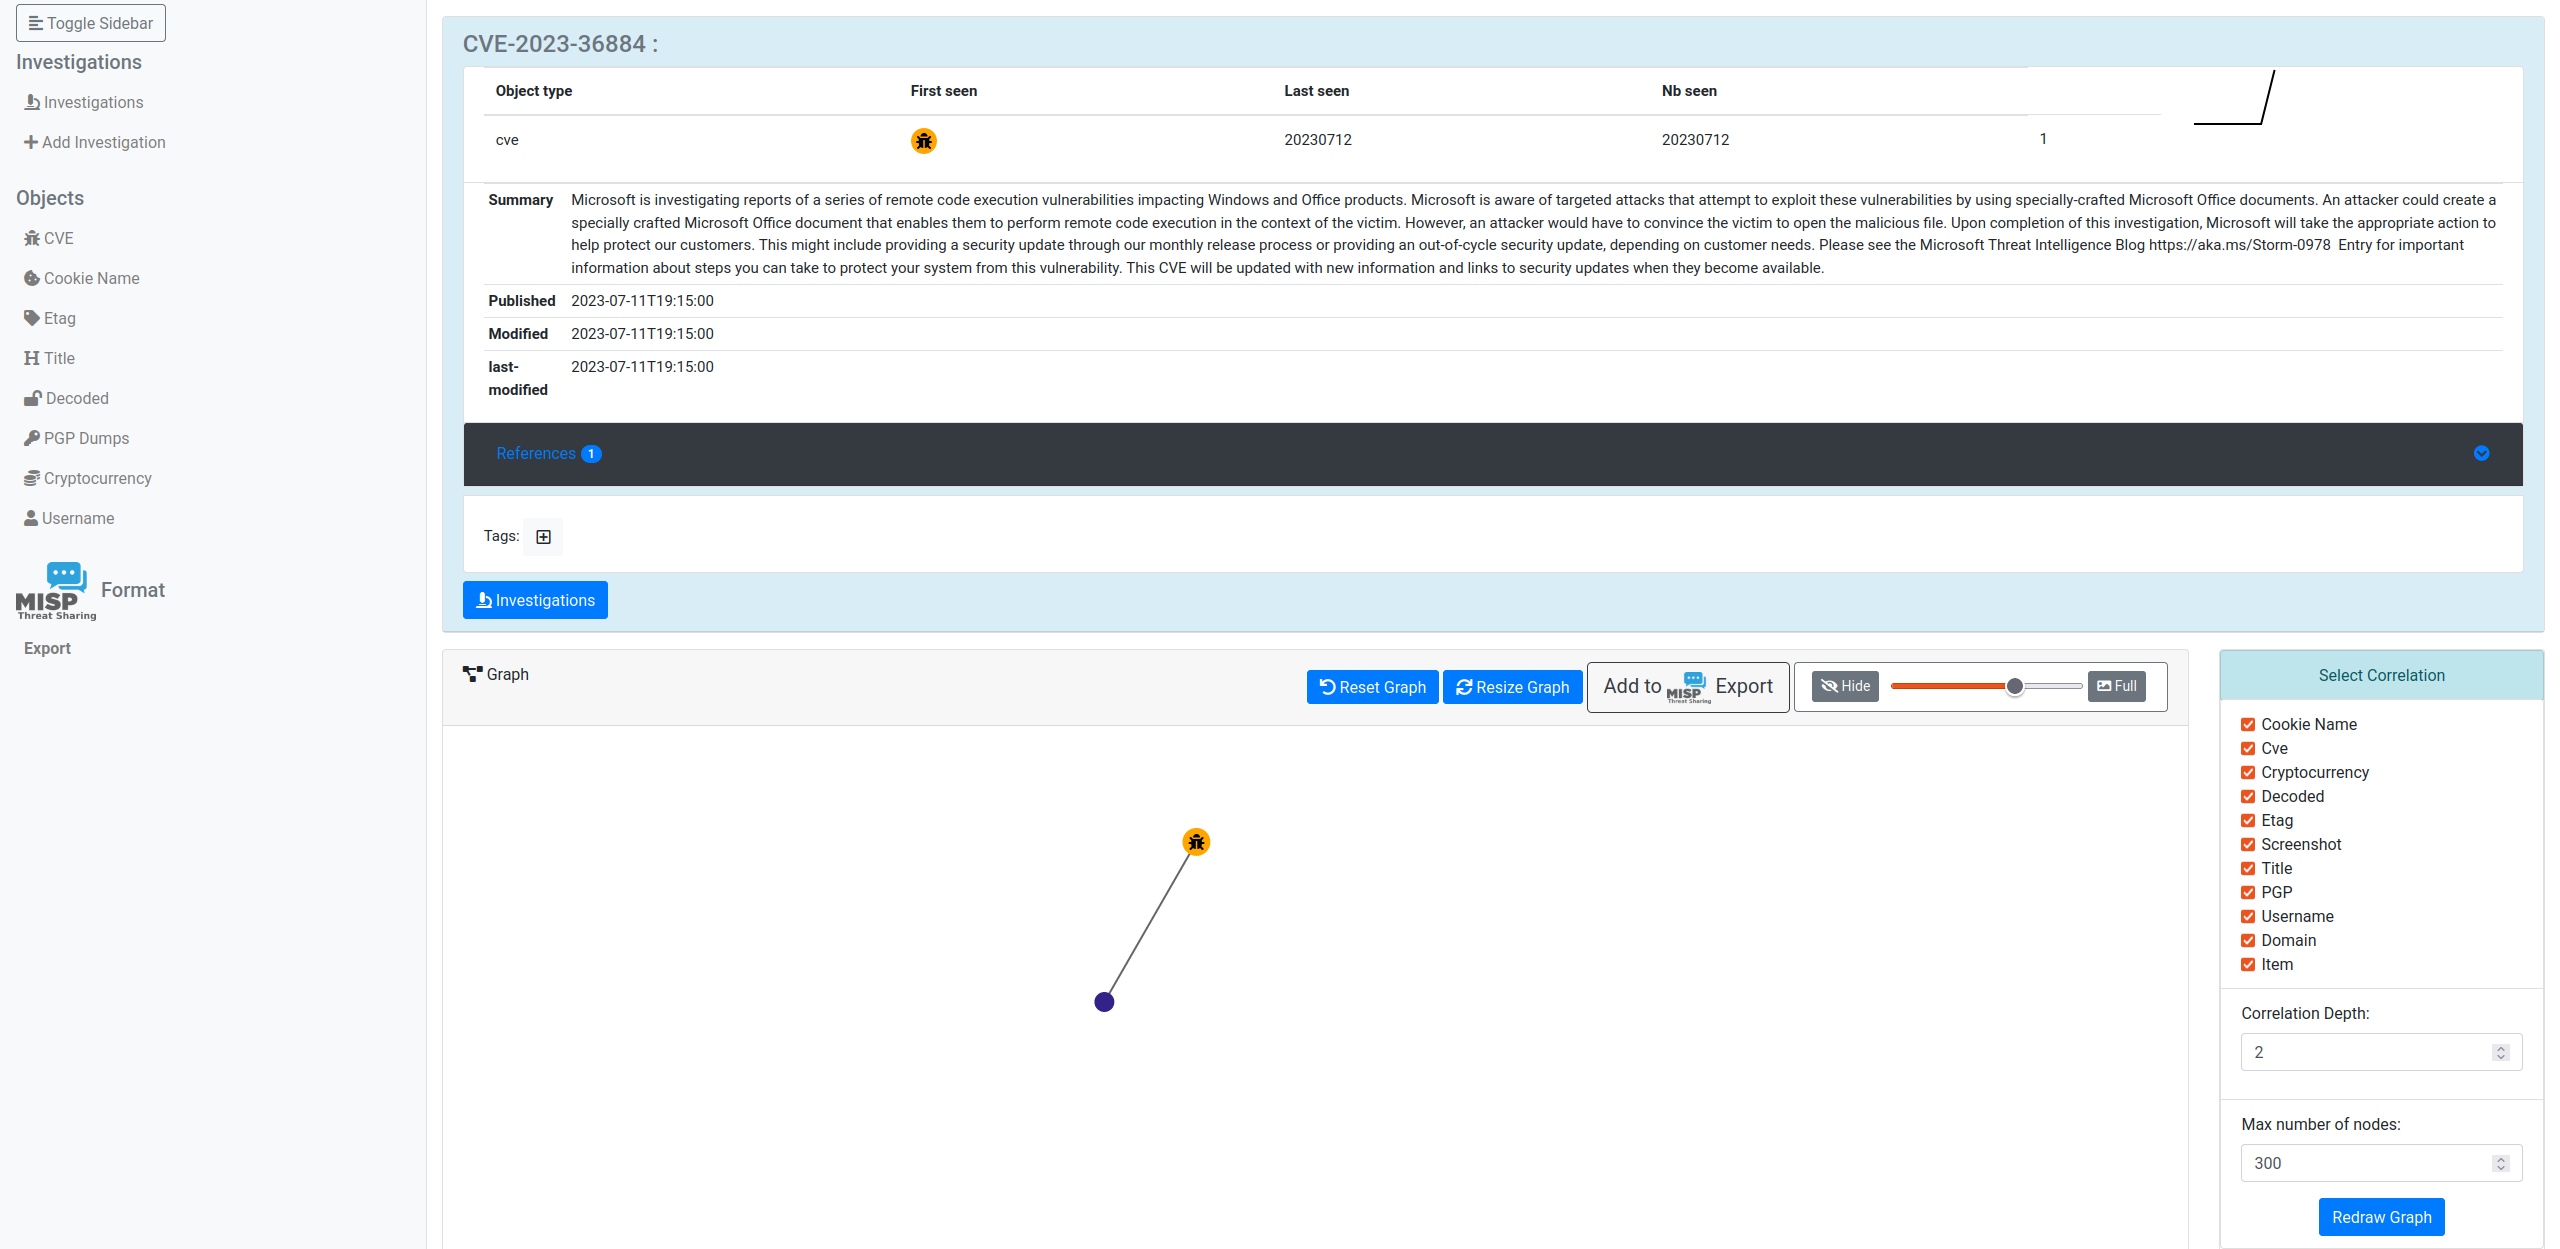 Toggle Sidebar
Investigations
Investigations
Add Investigation
Objects
CVE
Cookie Name
Etag
Title
Decoded
PGP Dumps
Cryptocurrency
Username
MISP
Threat Sharing
Format
Export
CVE-2023-36884 :
Object type First seen Last seen Nb seen
cve 20230712 20230712 1
Summary Microsoft is investigating reports of a series of remote code execution vulnerabilities impacting Windows and Office products. Microsoft is aware of targeted attacks that attempt to exploit these vulnerabilities by using specially-crafted Microsoft Office documents. An attacker could create a
specially crafted Microsoft Office document that enables them to perform remote code execution in the context of the victim. However, an attacker would have to convince the victim to open the malicious file. Upon completion of this investigation, Microsoft will take the appropriate action to
help protect our customers. This might include providing a security update through our monthly release process or providing an out-of-cycle security update, depending on customer needs. Please see the Microsoft Threat Intelligence Blog https://aka.ms/Storm-0978 Entry for important
information about steps you can take to protect your system from this vulnerability. This CVE will be updated with new information and links to security updates when they become available.
Published 2023-07-11T19:15:00
Modified 2023-07-11T19:15:00
last- 2023-07-11T19:15:00
modified
References 1
Tags:
Investigations
Graph
Reset Graph
Resize Graph
Add to MISP Threat Sharing Export
Hide
Full
Select Correlation
Cookie Name
Cve
Cryptocurrency
Decoded
Etag
Screenshot
Title
PGP
Username
Domain
Item
Correlation Depth:
2
Max number of nodes:
300
Redraw Graph